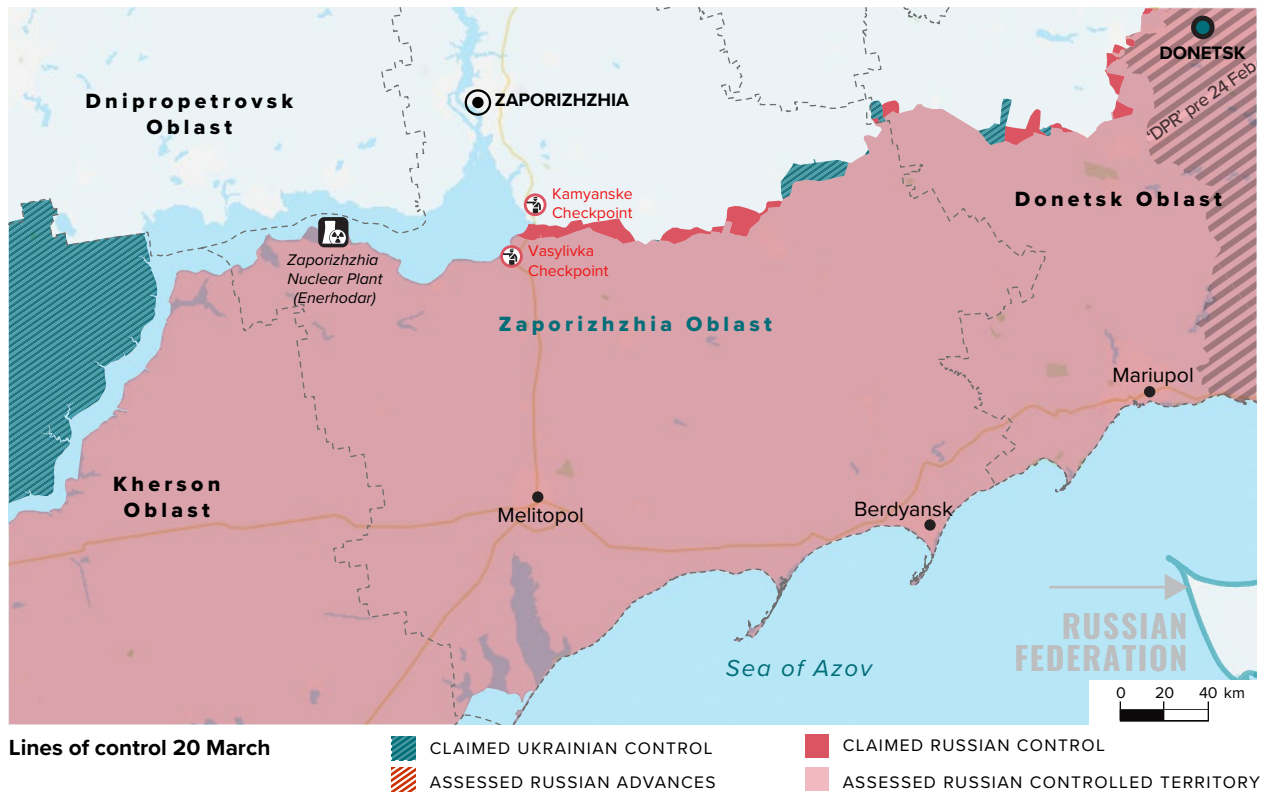 DONETSK
'DPR' pre 24 Feb
Dnipropetrovsk
Oblast
ZAPORIZHZHIA
Kamyanske
Checkpoint
Donetsk Oblast
Vasylivka
Checkpoint
Zaporizhzhia
Nuclear Plant
(Enerhodar)
Zaporizhzhia Oblast
Mariupol
Kherson
Oblast
Melitopol
Berdyansk
RUSSIAN
FEDERATION
Sea of Azov
0 20 40 km
Lines of control 20 March
CLAIMED UKRAINIAN CONTROL
ASSESSED RUSSIAN ADVANCES
CLAIMED RUSSIAN CONTROL
ASSESSED RUSSIAN CONTROLLED TERRITORY